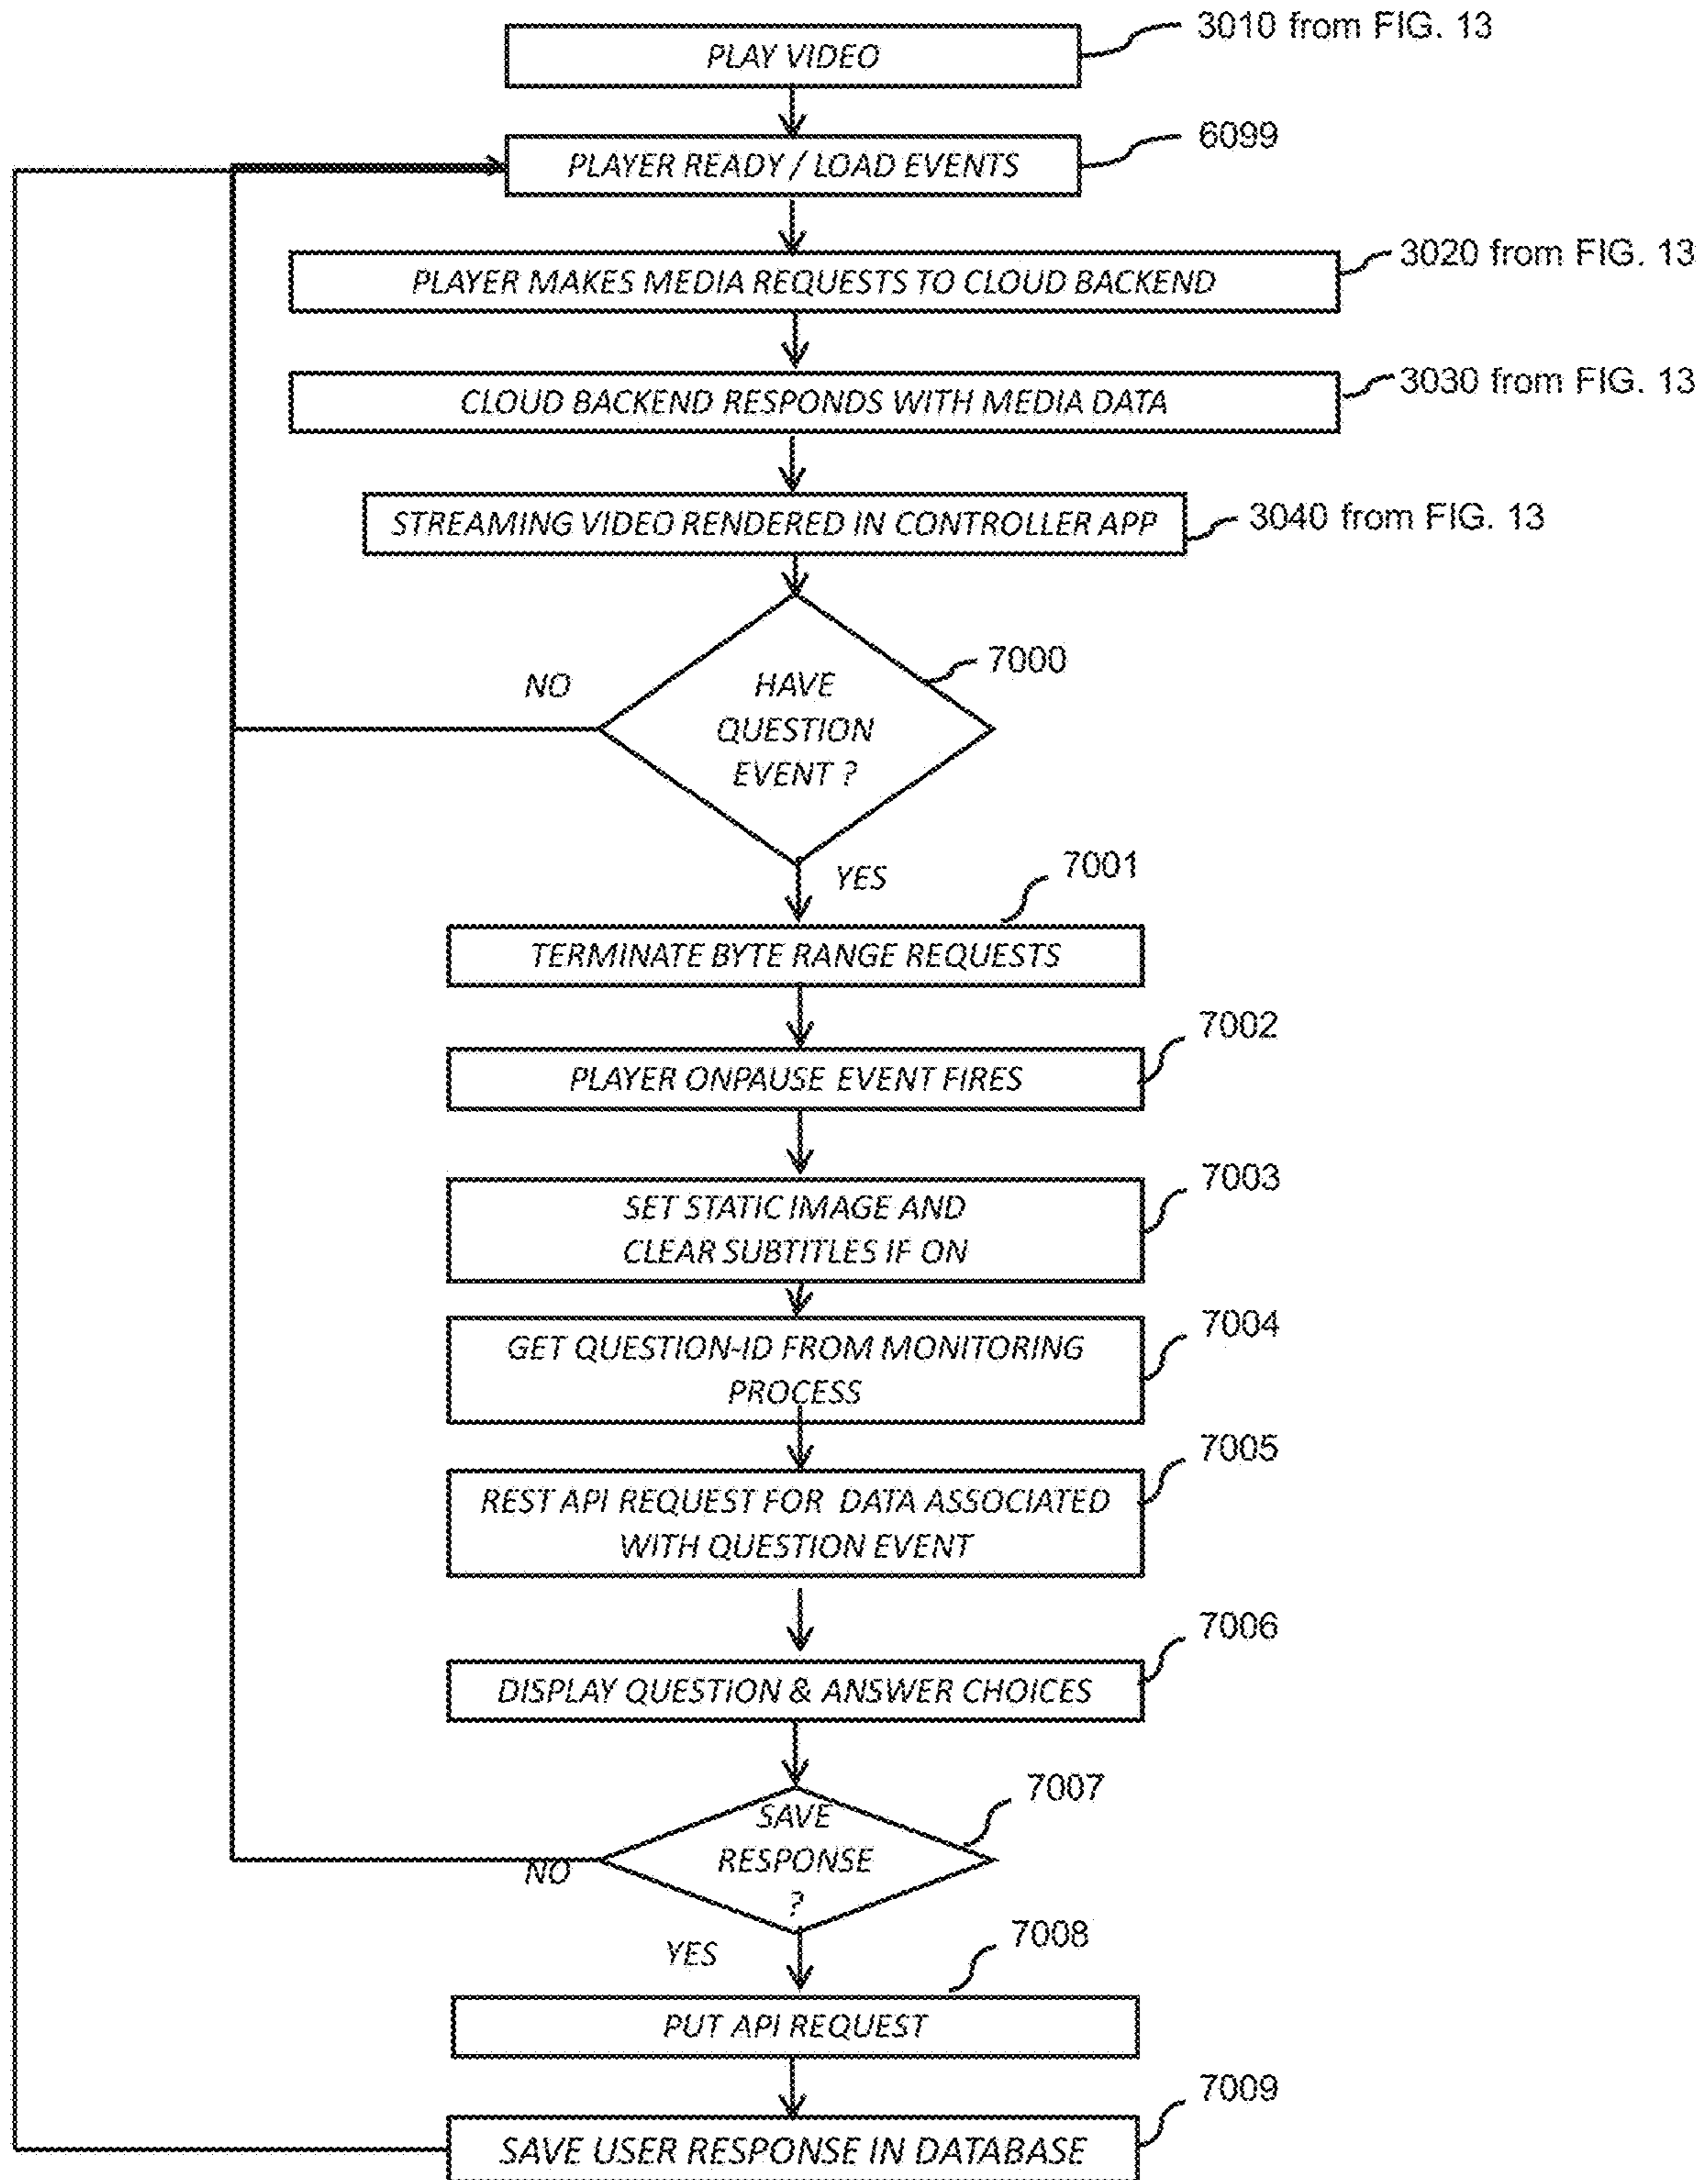 3010 from FIG. 13
PLAY VIDEO
6099
PLAYER READY / LOAD EVENTS
3020 from FIG. 13
PLAYER MAKES MEDIA REQUESTS TO CLOUD BACKEND
3030 from FIG. 13
CLOUD BACKEND RESPONDS WITH MEDIA DATA
STREAMING VIDEO RENDERED IN CONTROLLER APP
3040 from FIG. 13
7000
NO
HAVE
QUESTION
EVENT ?
YES
7001
TERMINATE BYTE RANGE REQUESTS
7002
PLAYER ONPAUSE EVENT FIRES
7003
SET STATIC IMAGE AND
CLEAR SUBTITLES IF ON
7004
GET QUESTION-ID FROM MONITORING
PROCESS
7005
REST API REQUEST FOR DATA ASSOCIATED
WITH QUESTION EVENT
7006
DISPLAY QUESTION & ANSWER CHOICES
7007
SAVE
RESPONSE
?
NO
YES
7008
PUT API REQUEST
7009
SAVE USER RESPONSE IN DATABASE